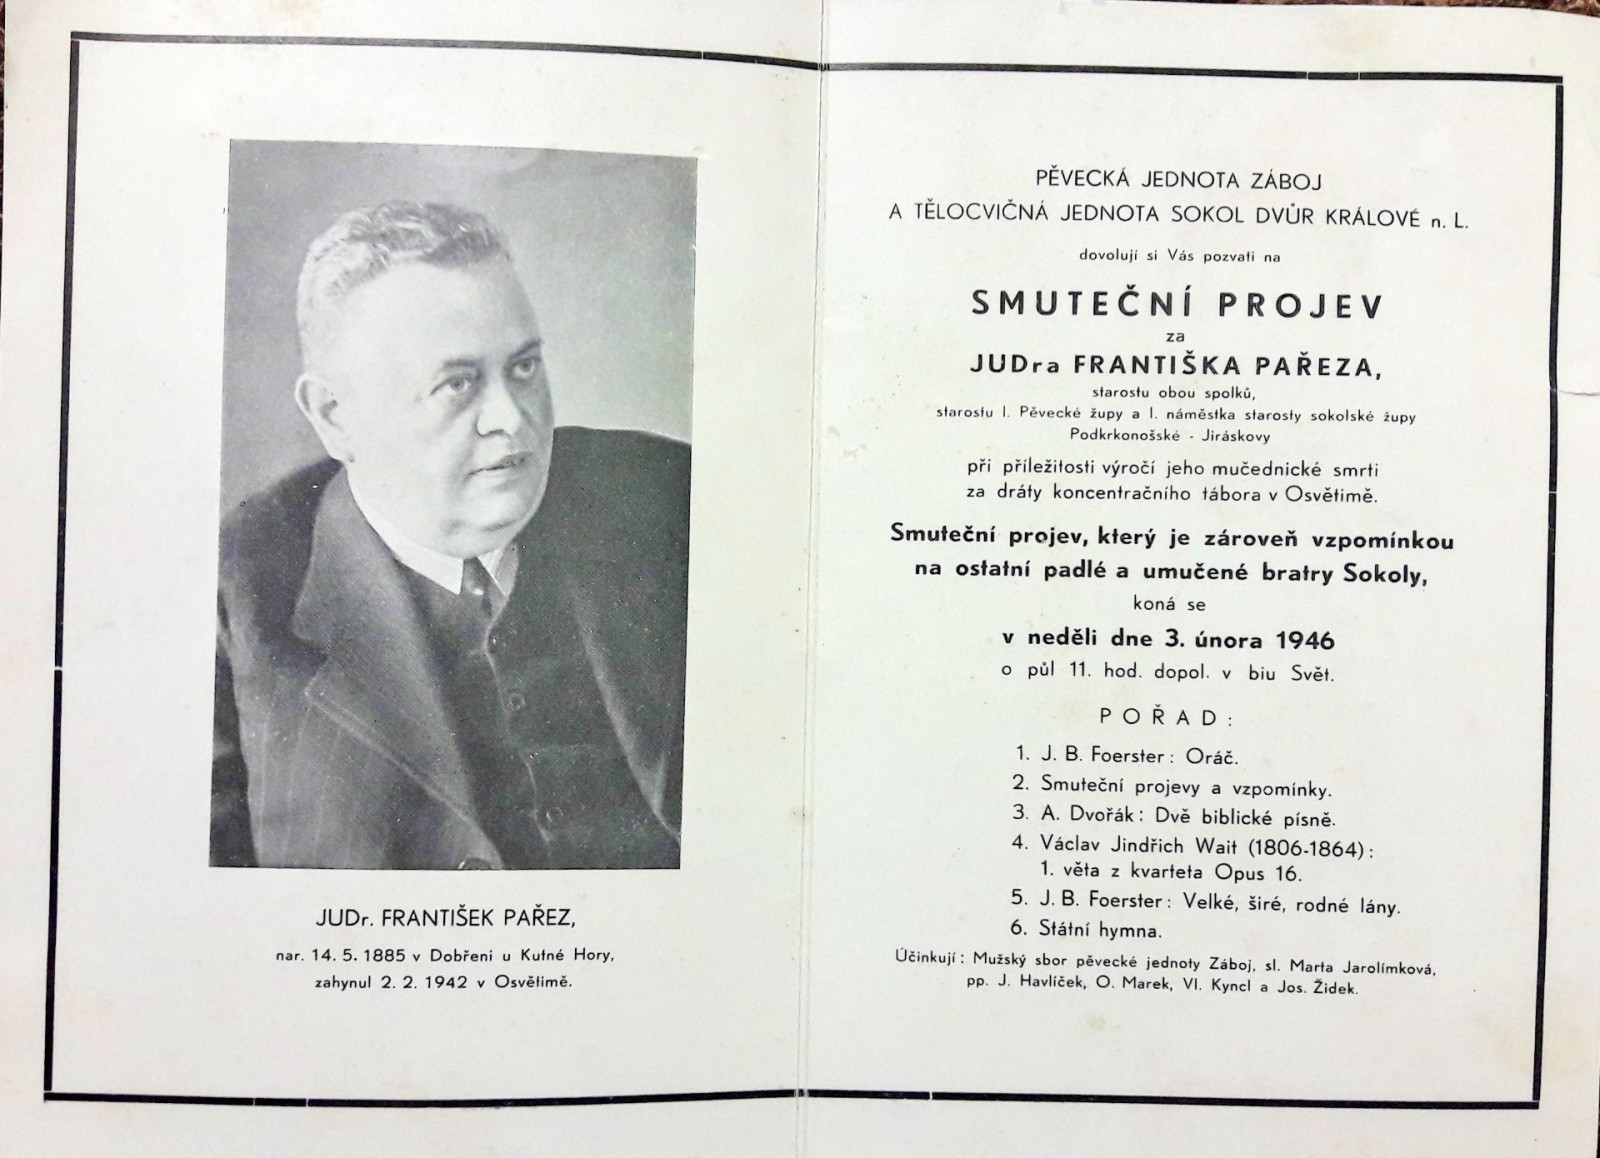 JUDr. FRANTIŠEK PAŘEZ,
nar. 14. 5. 1885 v Dobřeni u Kutné Hory,
zahynul 2. 2. 1942 v Osvětimě.
PĚVECKÁ JEDNOTA ZÁBOJ
A TĚLOCVIČNÁ JEDNOTA SOKOL DVŮR KRÁLOVÉ n. L.
dovolují si Vás pozvati na
SMUTEČNÍ PROJEV
za
JUDra FRANTIŠKA PAŘEZA,
starostu obou spolků,
starostu I. Pěvecké župy a I. náměstka starosty sokolské župy
Podkrkonošské - Jiráskovy
při příležitosti výročí jeho mučednické smrti
za dráty koncentračního tábora v Osvětimě.
Smuteční projev, který je zároveň vzpomínkou
na ostatní padlé a umučené bratry Sokoly,
koná se
v neděli dne 3. února 1946
o půl 11. hod. dopol. v biu Svět.
POŘAD:
1. J. B. Foerster: Oráč.
2. Smuteční projevy a vzpomínky.
3. A. Dvořák: Dvě biblické písně.
4. Václav Jindřich Wait (1806-1864):
1. věta z kvarteta Opus 16.
5. J. B. Foerster: Velké, širé, rodné lány.
6. Státní hymna.
Účinkují: Mužský sbor pěvecké jednoty Záboj, sl. Marta Jarolímková,
pp. J. Havlíček, O. Marek, Vl. Kyncl a Jos. Židek.